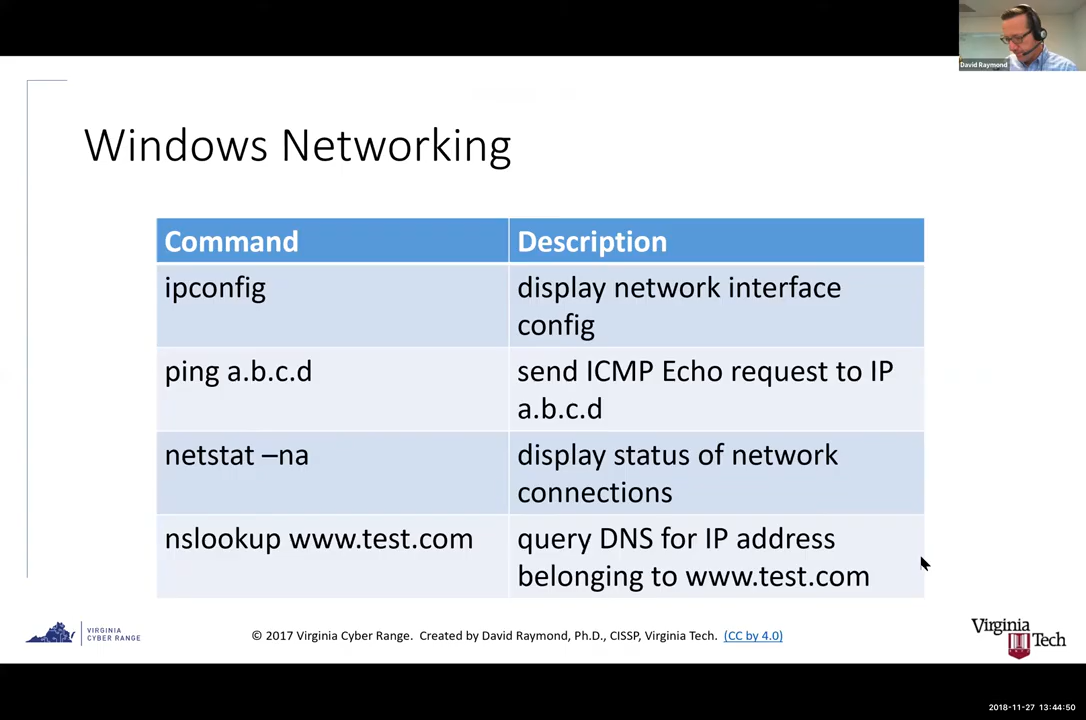 David Raymond
Windows Networking
Command
Description
ipconfig
display network interface
config
ping a.b.c.d
send ICMP Echo request to IP
a.b.c.d
netstat –na
display status of network
connections
nslookup www.test.com
query DNS for IP address
belonging to www.test.com
VIRGINIA
CYBER RANGE
© 2017 Virginia Cyber Range. Created by David Raymond, Ph.D., CISSP, Virginia Tech. (CC by 4.0)
Virginia
Tech
2018-11-27 13:44:50